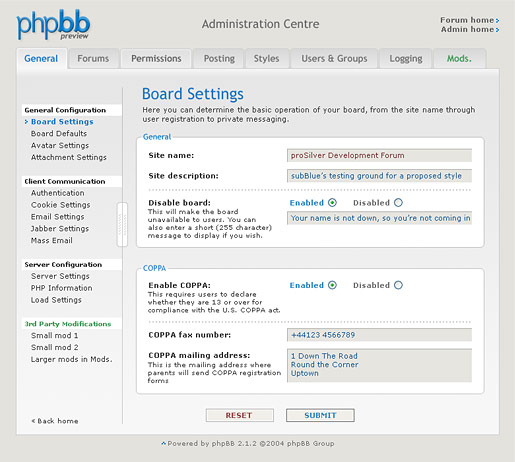 phpBB
preview
Administration Centre
Forum home
Admin home
General
Forums
Permissions
Posting
Styles
Users & Groups
Logging
Mods.
General Configuration
Board Settings
Board Defaults
Avatar Settings
Attachment Settings
Client Communication
Authentication
Cookie Settings
Email Settings
Jabber Settings
Mass Email
Server Configuration
Server Settings
PHP Information
Load Settings
3rd Party Modifications
Small mod 1
Small mod 2
Larger mods in Mods.
< Back home
Board Settings
Here you can determine the basic operation of your board, from the site name through
user registration to private messaging.
General
Site name:
proSilver Development Forum
Site description:
subBlue's testing ground for a proposed style
Disable board:
This will make the board
unavailable to users. You can
also enter a short (255 character)
message to display if you wish.
Enabled
Disabled
Your name is not down, so you're not coming in
COPPA
Enable COPPA:
This requires users to declare
whether they are 13 or over for
compliance with the U.S. COPPA act.
Enabled
Disabled
COPPA fax number:
+44123 4566789
COPPA mailing address:
This is the mailing address where
parents will send COPPA registration
forms
1 Down The Road
Round the Corner
Uptown
RESET
SUBMIT
Powered by phpBB 2.1.2 ©2004 phpBB Group